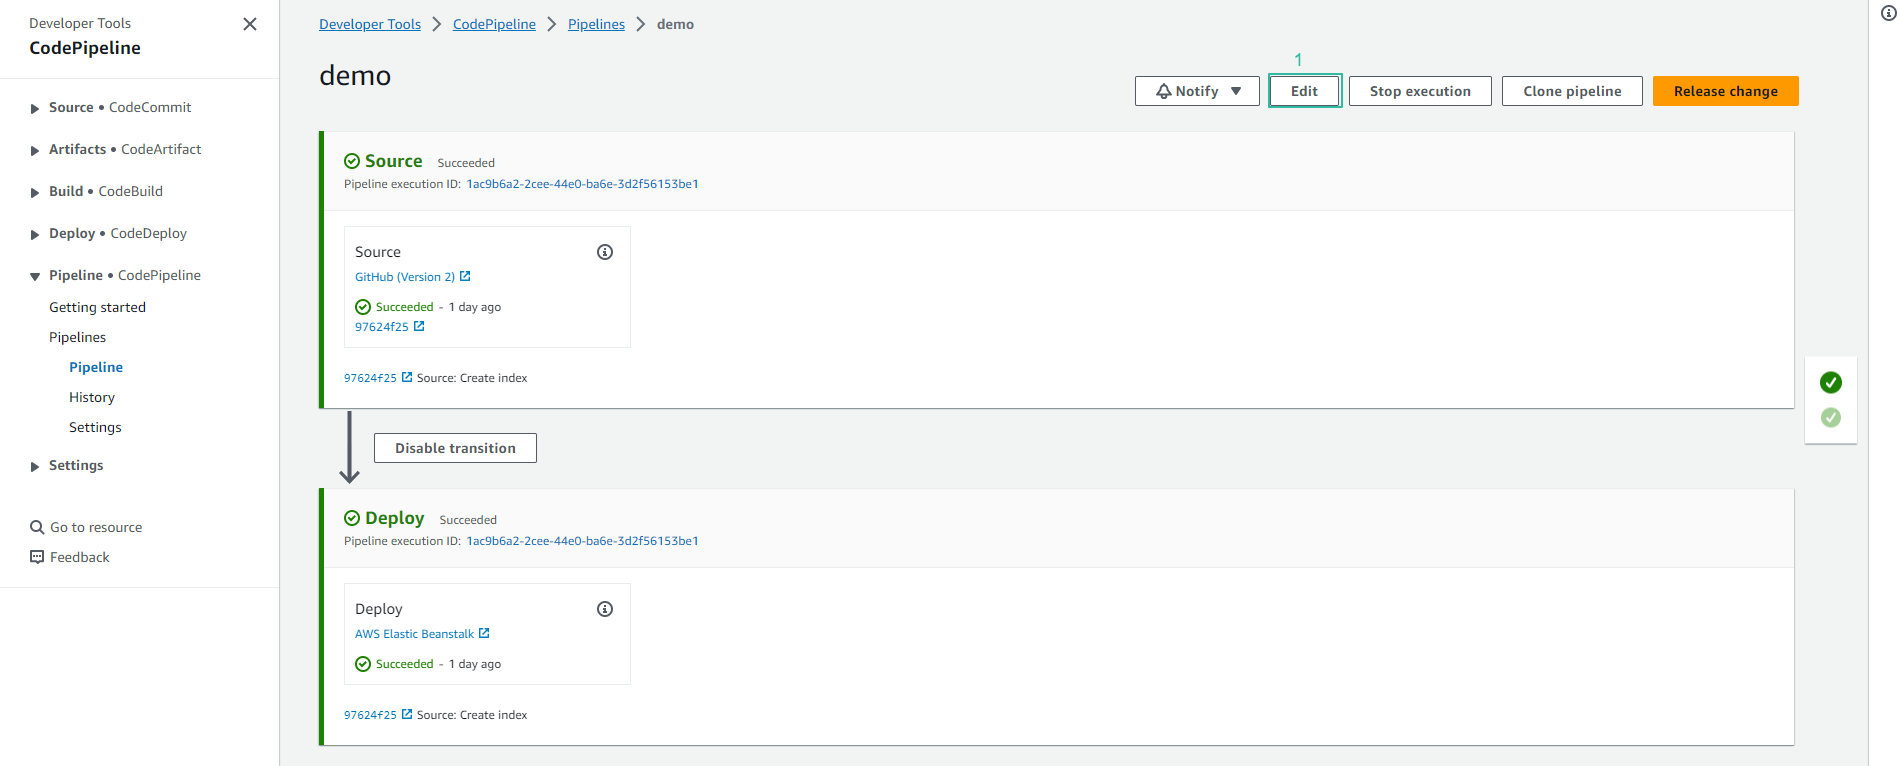 Developer Tools
CodePipeline
Source • CodeCommit
Artifacts • CodeArtifact
Build • CodeBuild
Deploy • CodeDeploy
Pipeline • CodePipeline
Getting started
Pipelines
Pipeline
History
Settings
Settings
Go to resource
Feedback
Developer Tools > CodePipeline > Pipelines > demo
demo
1
Notify Edit Stop execution Clone pipeline Release change
Source Succeeded
Pipeline execution ID: 1ac9b6a2-2cee-44e0-ba6e-3d2f56153be1
Source
GitHub (Version 2)
Succeeded - 1 day ago
97624f25
97624f25 Source: Create index
Disable transition
Deploy Succeeded
Pipeline execution ID: 1ac9b6a2-2cee-44e0-ba6e-3d2f56153be1
Deploy
AWS Elastic Beanstalk
Succeeded - 1 day ago
97624f25 Source: Create index